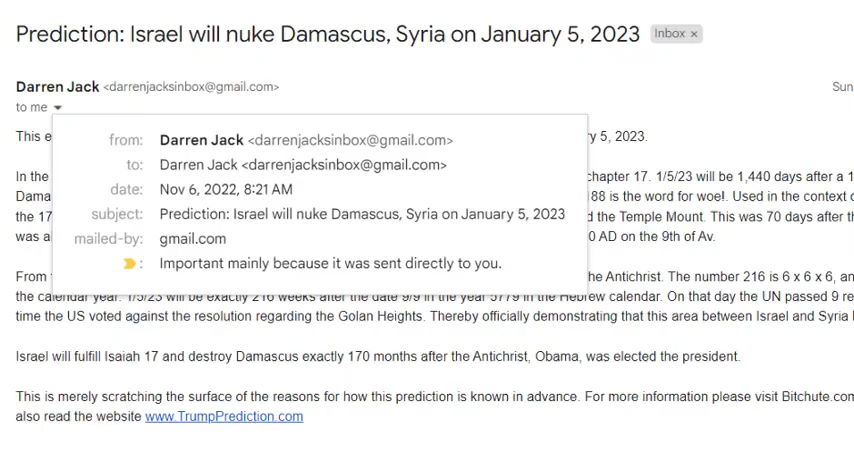 Prediction: Israel will nuke Damascus, Syria on January 5, 2023 Inbox ×
Darren Jack <darrenjacksinbox@gmail.com> Sun
to me
This e
y 5, 2023.
from: Darren Jack <darrenjacksinbox@gmail.com>
to: Darren Jack <darrenjacksinbox@gmail.com>
date: Nov 6, 2022, 8:21 AM
subject: Prediction: Israel will nuke Damascus, Syria on January 5, 2023
mailed-by: gmail.com
: Important mainly because it was sent directly to you.
In the chapter 17. 1/5/23 will be 1,440 days after a 1
Dama 88 is the word for woe!. Used in the context o
the 17 d the Temple Mount. This was 70 days after th
was a 0 AD on the 9th of Av.
From the Antichrist. The number 216 is 6 x 6 x 6, an
the calendar year. 1/5/23 will be exactly 216 weeks after the date 9/9 in the year 5779 in the Hebrew calendar. On that day the UN passed 9 re
time the US voted against the resolution regarding the Golan Heights. Thereby officially demonstrating that this area between Israel and Syria
Israel will fulfill Isaiah 17 and destroy Damascus exactly 170 months after the Antichrist, Obama, was elected the president.
This is merely scratching the surface of the reasons for how this prediction is known in advance. For more information please visit Bitchute.com
also read the website www.TrumpPrediction.com